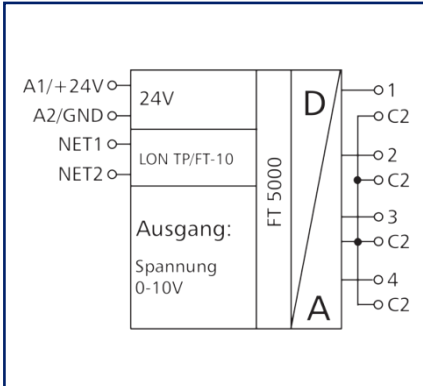 A1/+24V
A2/GND
NET1
NET2
24V
LON TP/FT-10
Ausgang:
Spannung
0-10V
FT 5000
D
A
1
C2
2
C2
3
C2
4
C2